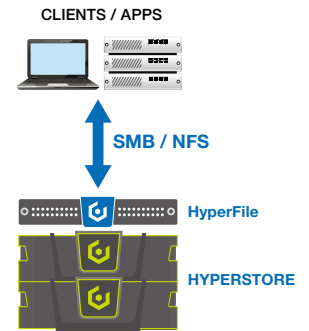 CLIENTS / APPS
SMB / NFS
HyperFile
HYPERSTORE